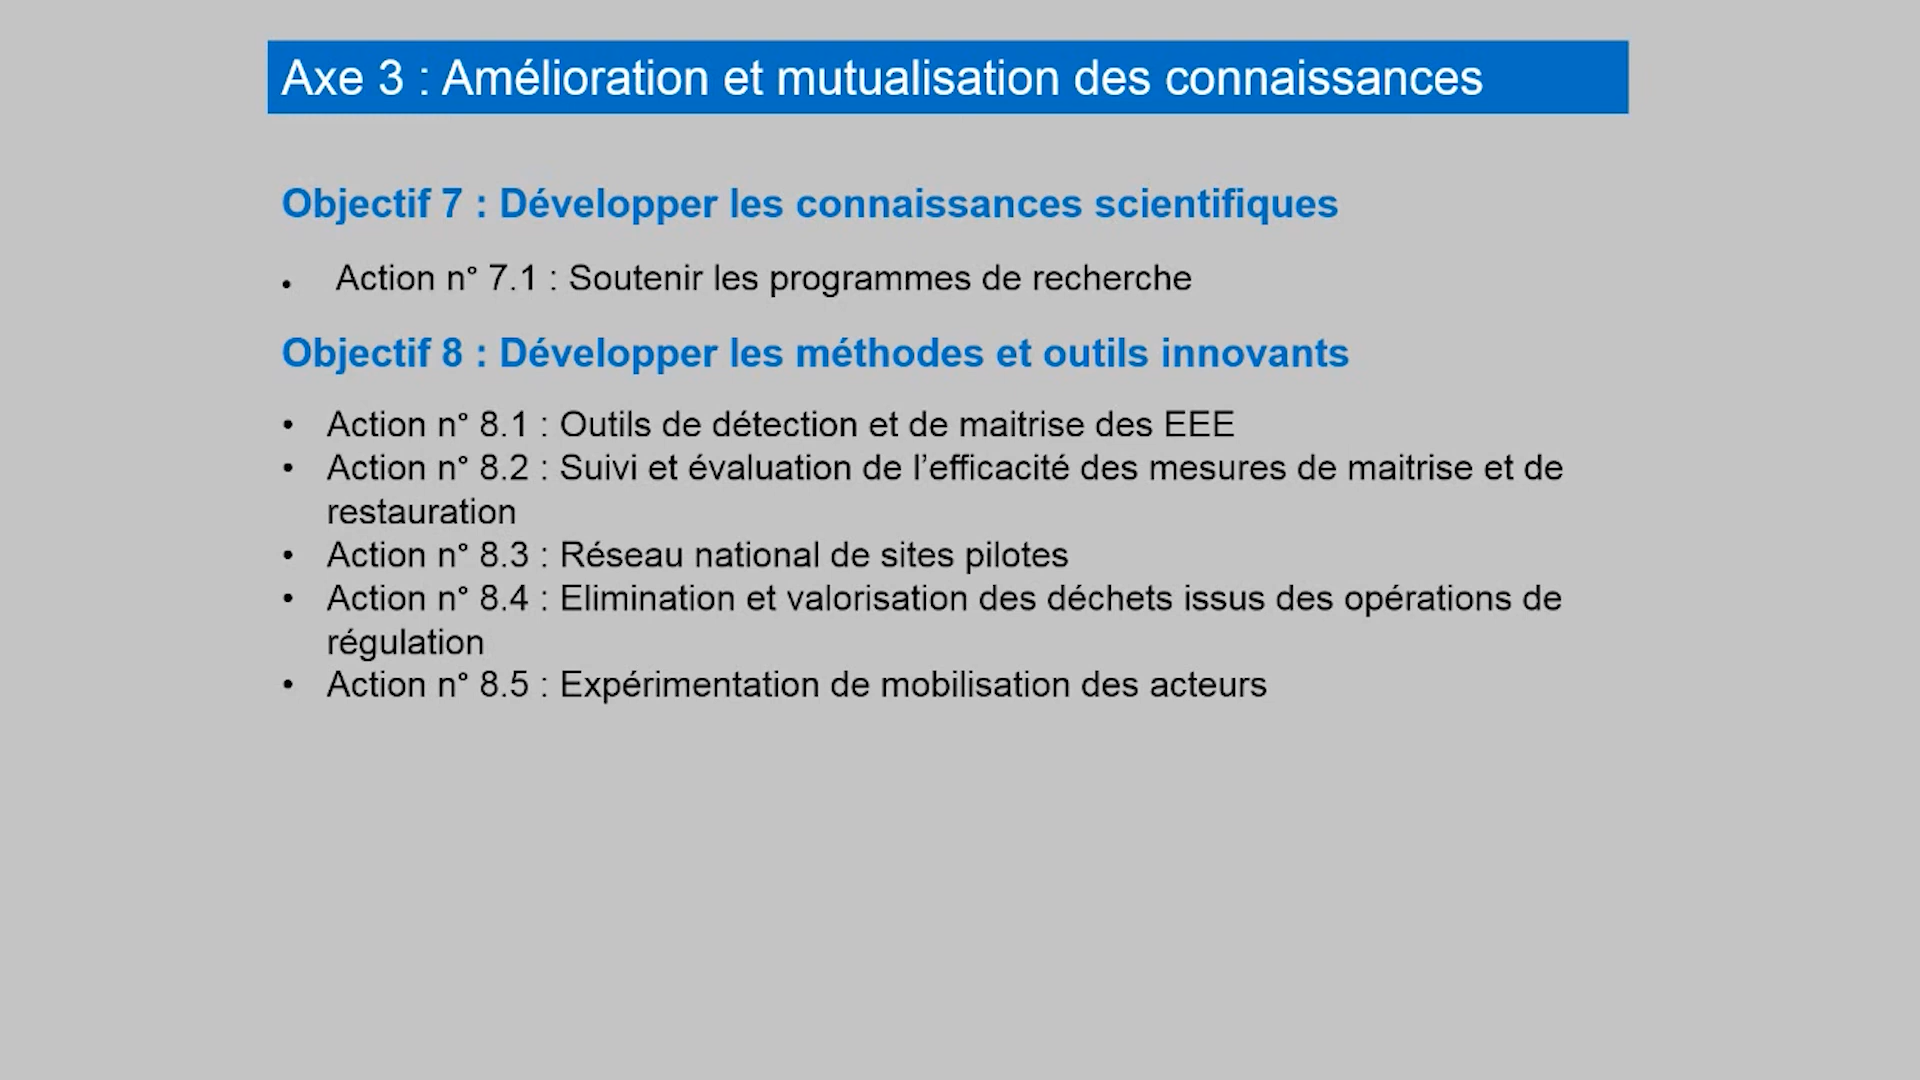 Axe 3 : Amélioration et mutualisation des connaissances
Objectif 7 : Développer les connaissances scientifiques
• Action n° 7.1 : Soutenir les programmes de recherche
Objectif 8 : Développer les méthodes et outils innovants
• Action n° 8.1 : Outils de détection et de maitrise des EEE
• Action n° 8.2 : Suivi et évaluation de l’efficacité des mesures de maitrise et de
restauration
• Action n° 8.3 : Réseau national de sites pilotes
• Action n° 8.4 : Elimination et valorisation des déchets issus des opérations de
régulation
• Action n° 8.5 : Expérimentation de mobilisation des acteurs